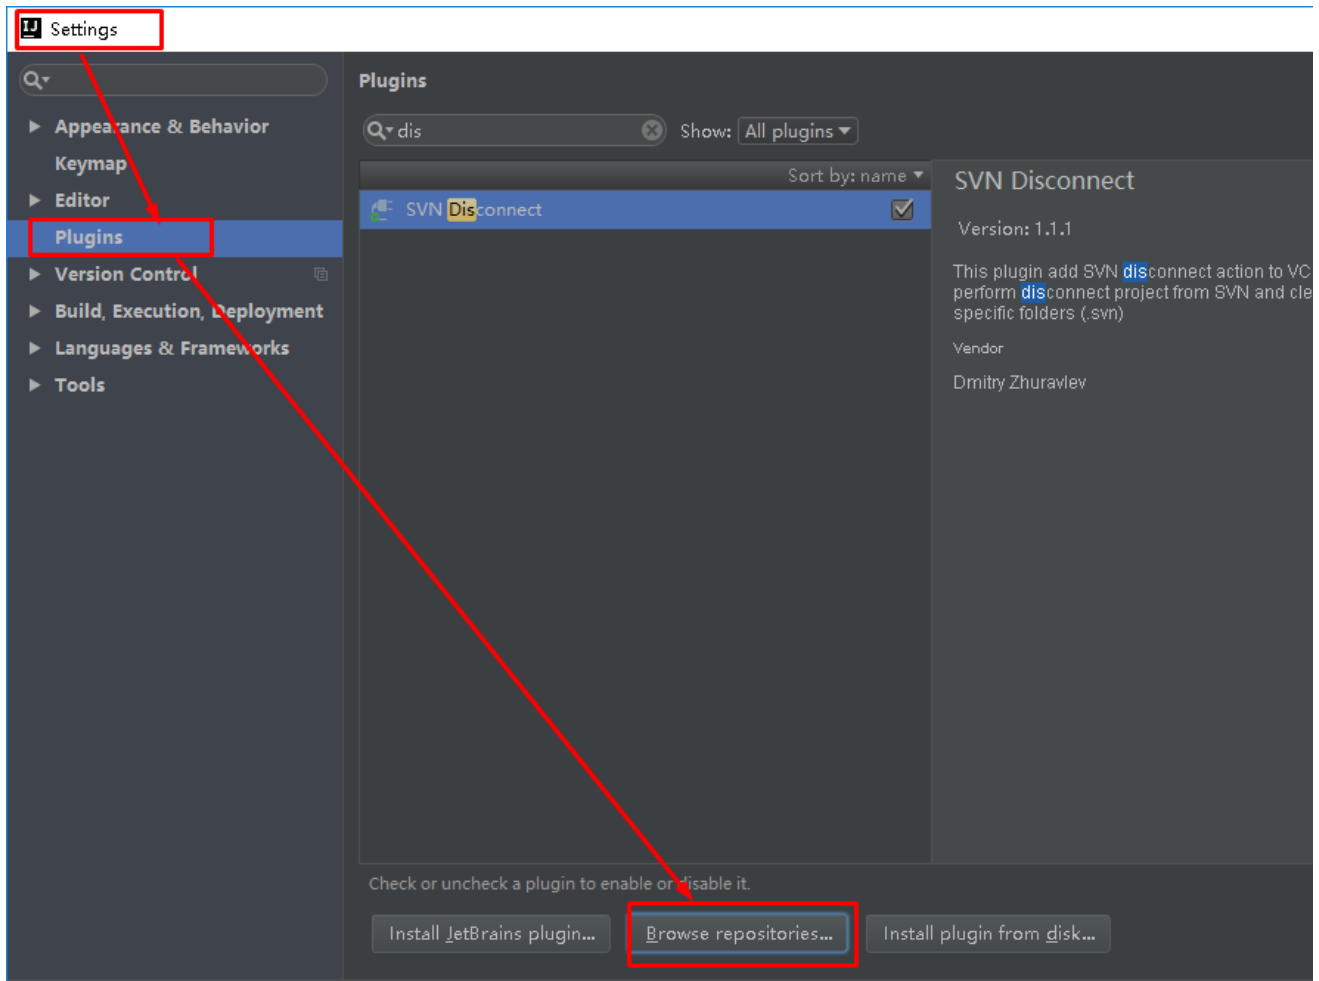 Settings
Plugins
dis
Show: All plugins
Appearance & Behavior
Keymap
Editor
Plugins
Version Control
Build, Execution, Deployment
Languages & Frameworks
Tools
Sort by: name
SVN Disconnect
SVN Disconnect
Version: 1.1.1
This plugin add SVN disconnect action to VC
perform disconnect project from SVN and cle
specific folders (.svn)
Vendor
Dmitry Zhuravlev
Check or uncheck a plugin to enable or disable it.
Install JetBrains plugin... Browse repositories... Install plugin from disk...